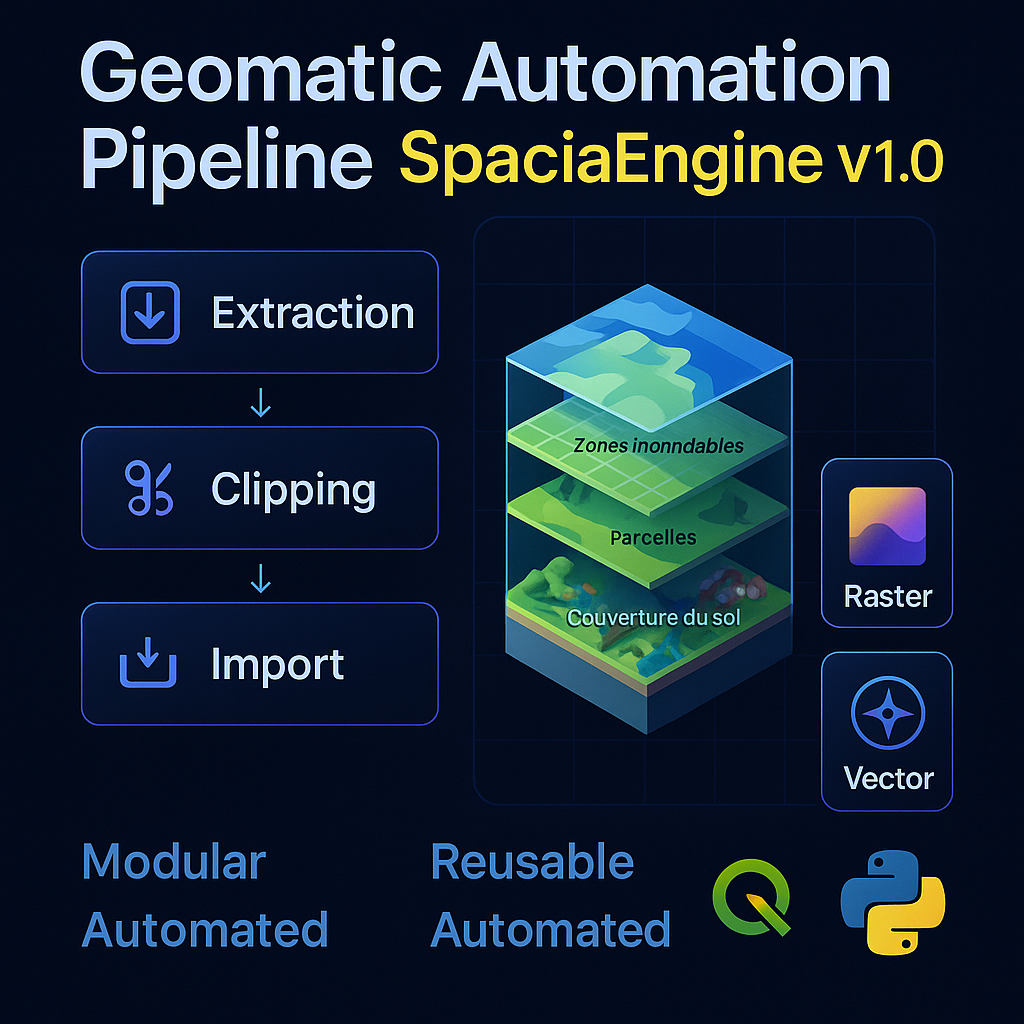 Geomatic Automation
Pipeline SpaciaEngine v1.0
Extraction
Clipping
Import
Zones inonndables
Parcelles
Couverture du sol
Raster
Vector
Modular
Automated
Reusable
Automated